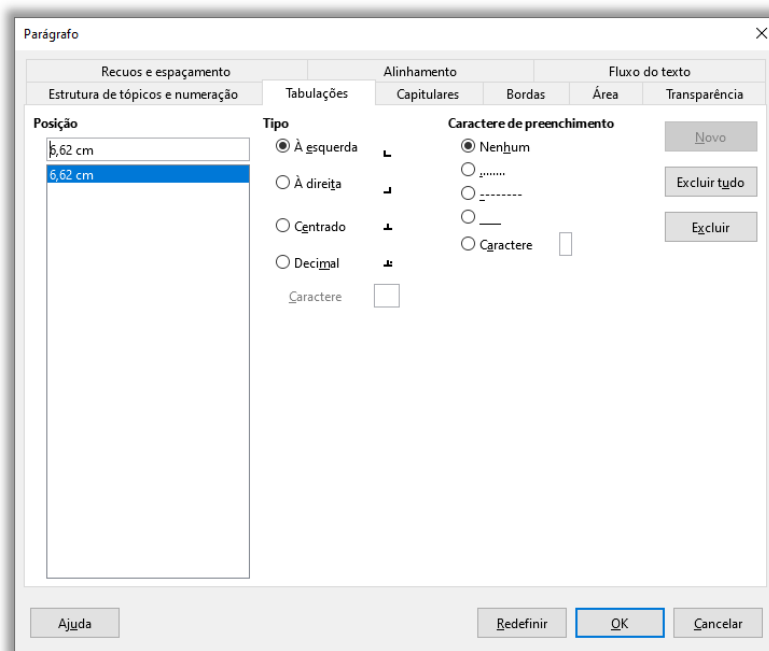 Parágrafo
Recuos e espaçamento Alinhamento Fluxo do texto
Estrutura de tópicos e numeração Tabulações Capitulares Bordas Área Transparência
Posição Tipo Caractere de preenchimento
6,62 cm À esquerda Nenhum Novo
6,62 cm À direita ....... Excluir tudo
--------
Centrado ___ Excluir
Decimal Caractere
Caractere
Ajuda Redefinir OK Cancelar